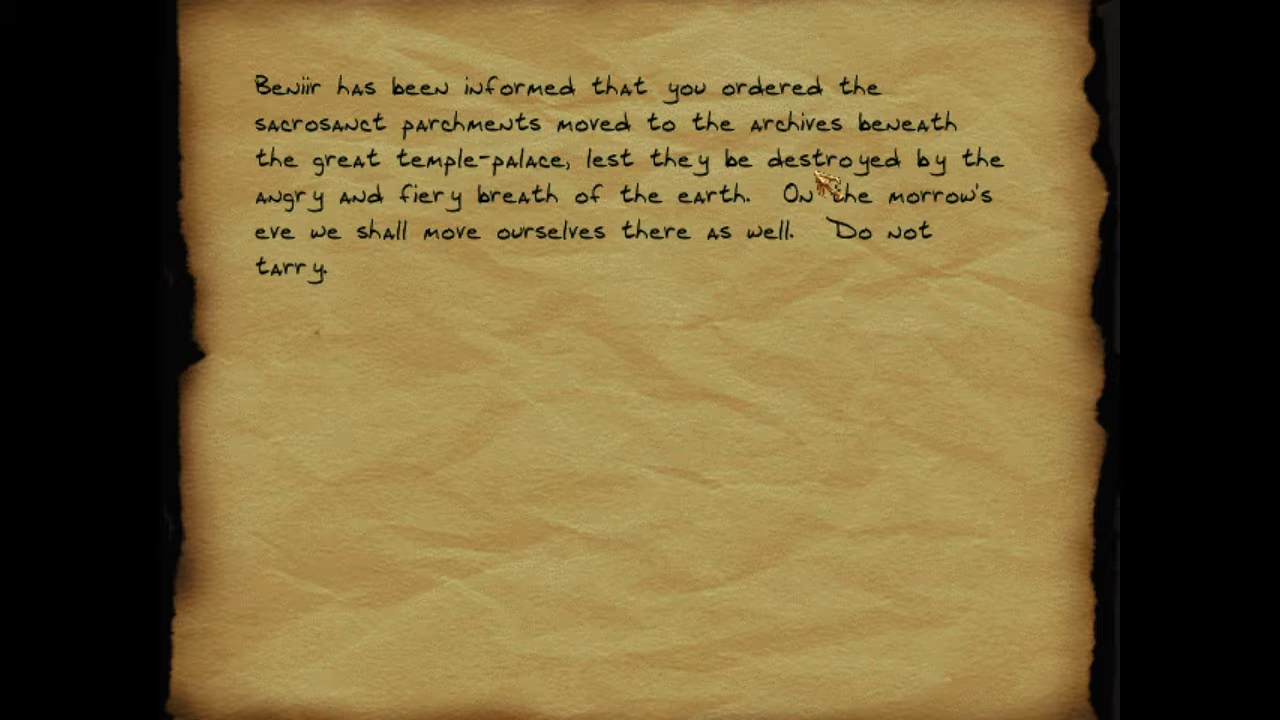 Beniir has been informed that you ordered the
sacrosanct parchments moved to the archives beneath
the great temple-palace, lest they be destroyed by the
angry and fiery breath of the earth. On the morrow's
eve we shall move ourselves there as well. Do not
tarry.